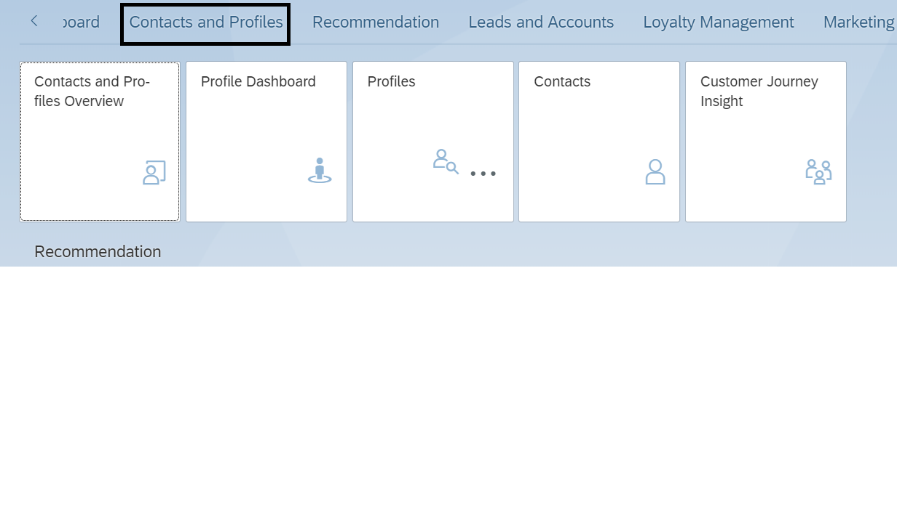 board Contacts and Profiles Recommendation Leads and Accounts Loyalty Management Marketing
Contacts and Pro-
files Overview
Profile Dashboard
Profiles
Contacts
Customer Journey
Insight
Recommendation